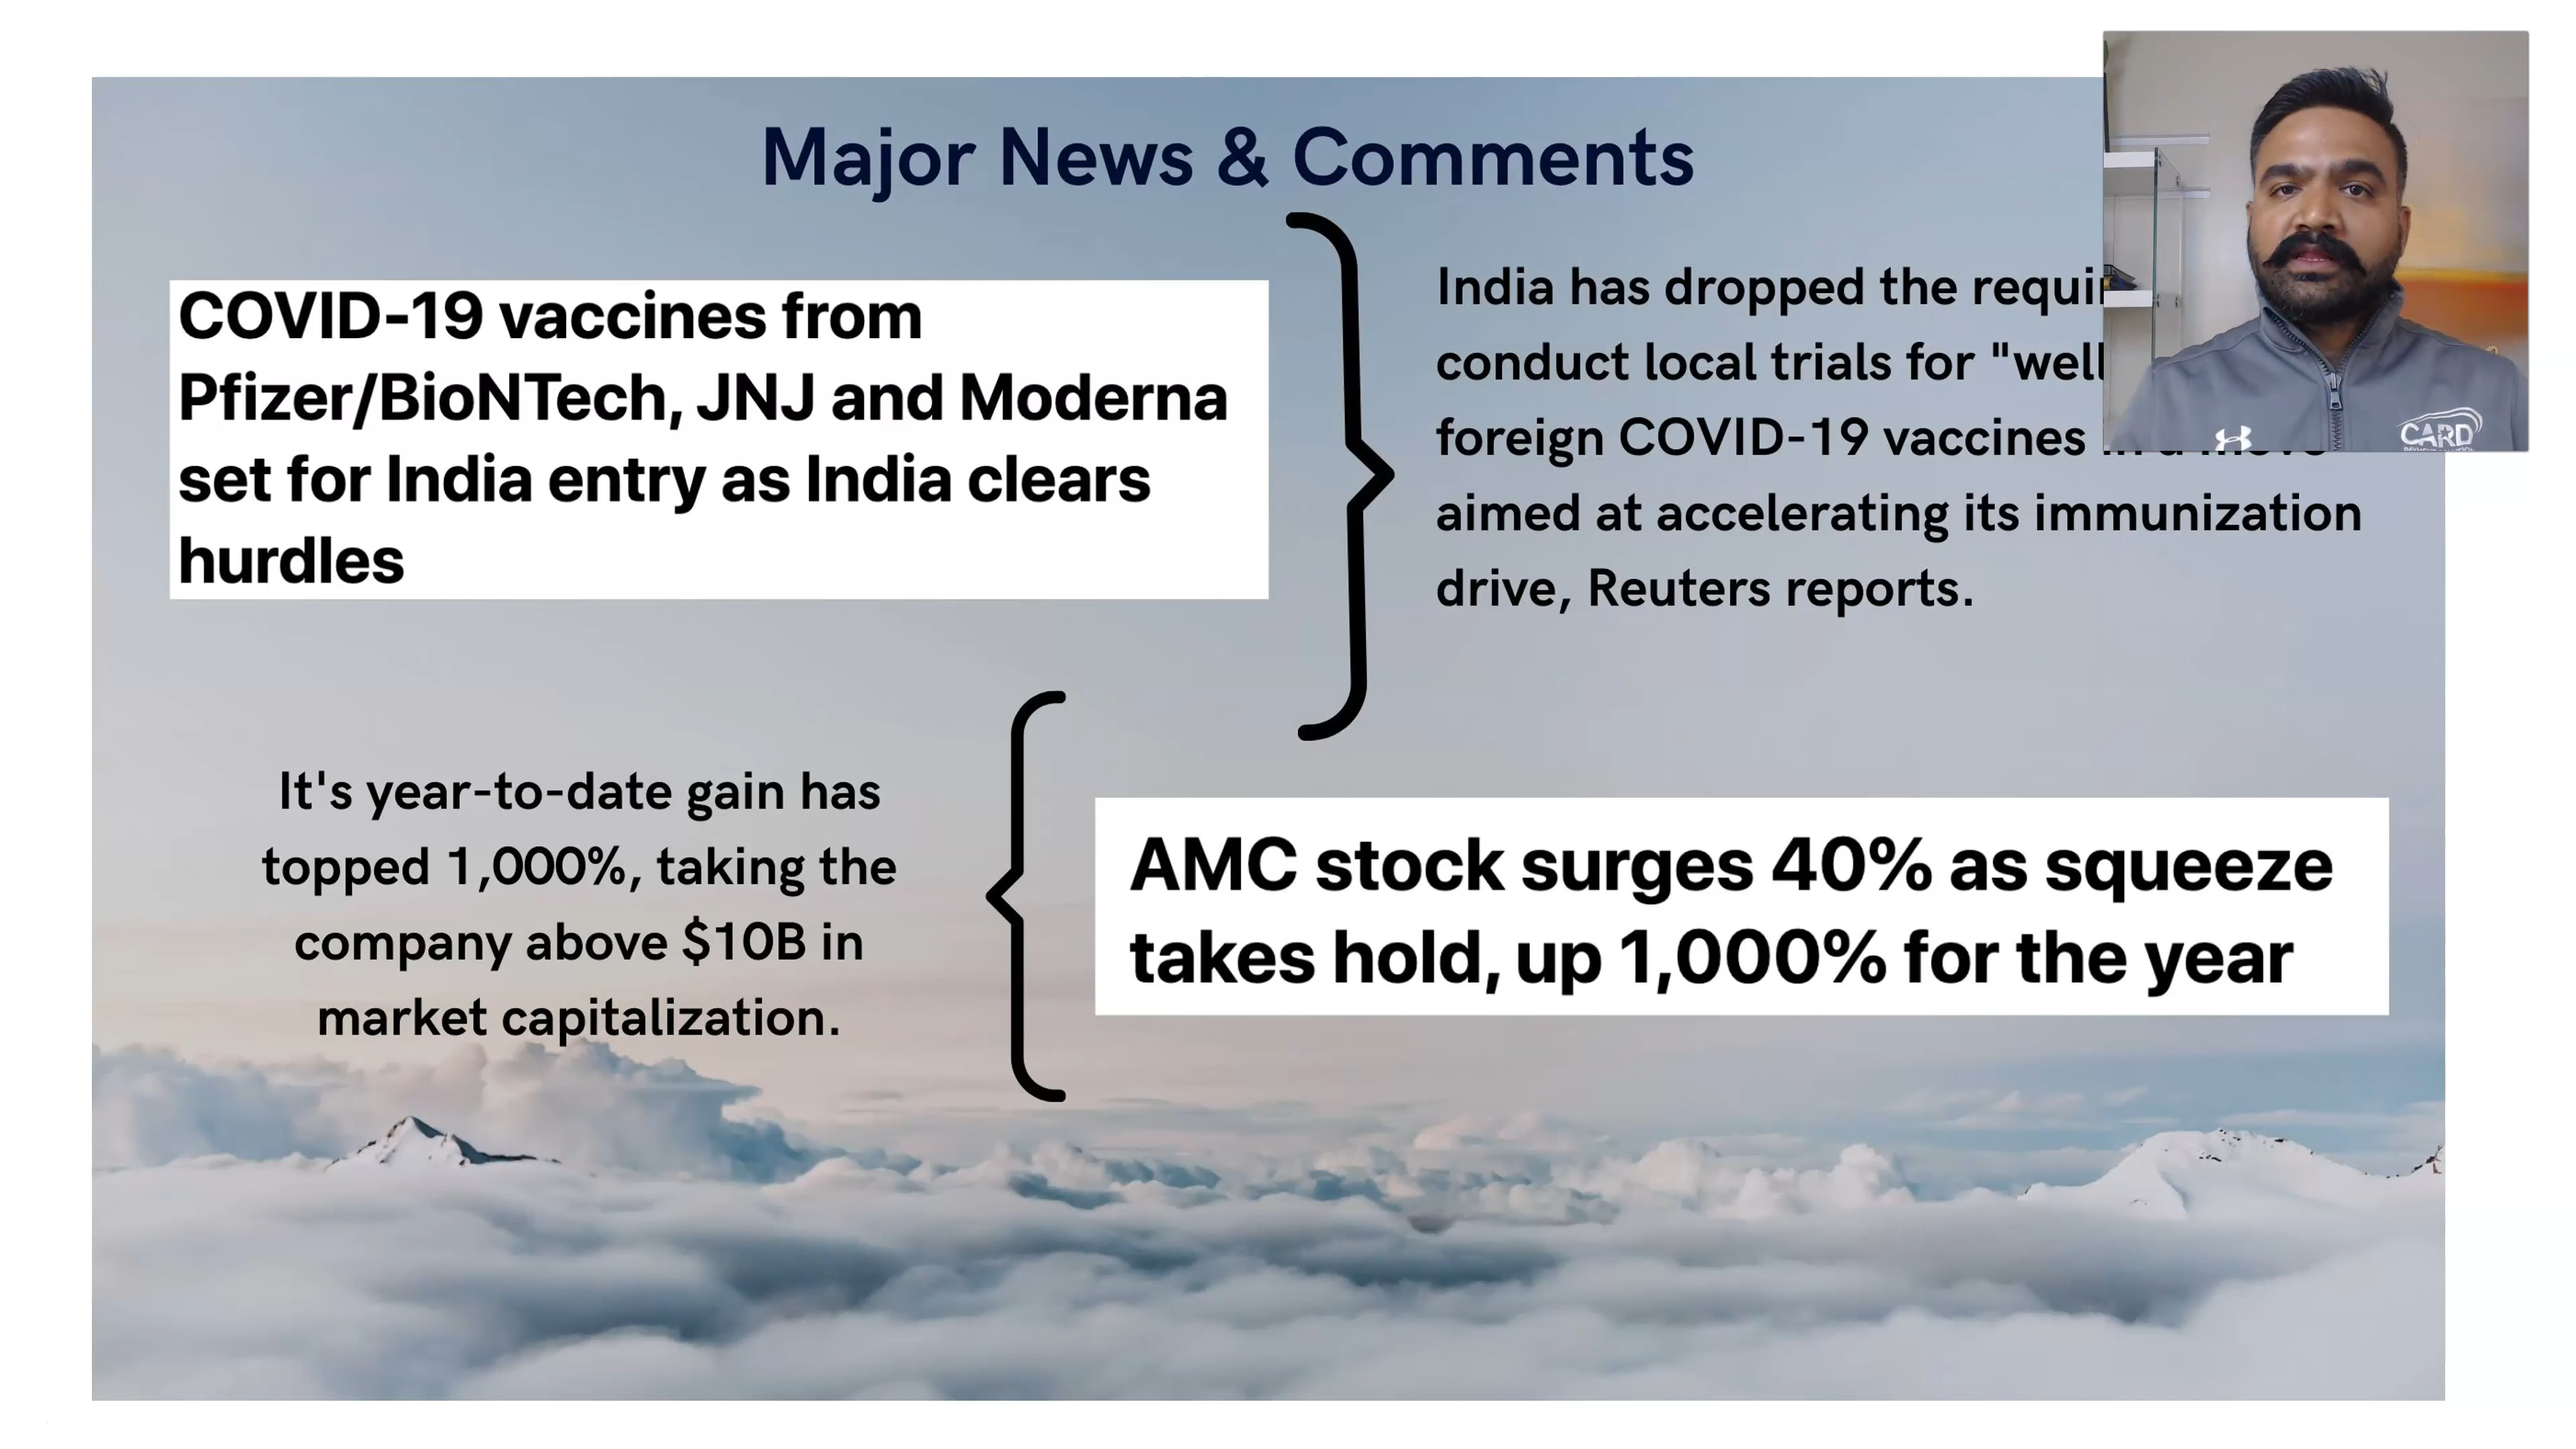 Major News & Comments
COVID-19 vaccines from
Pfizer/BioNTech, JNJ and Moderna
set for India entry as India clears
hurdles
India has dropped the
conduct local trials for "well
foreign COVID-19 vaccines
aimed at accelerating its immunization
drive, Reuters reports.
It's year-to-date gain has
topped 1,000%, taking the
company above $10B in
market capitalization.
AMC stock surges 40% as squeeze
takes hold, up 1,000% for the year
CARD